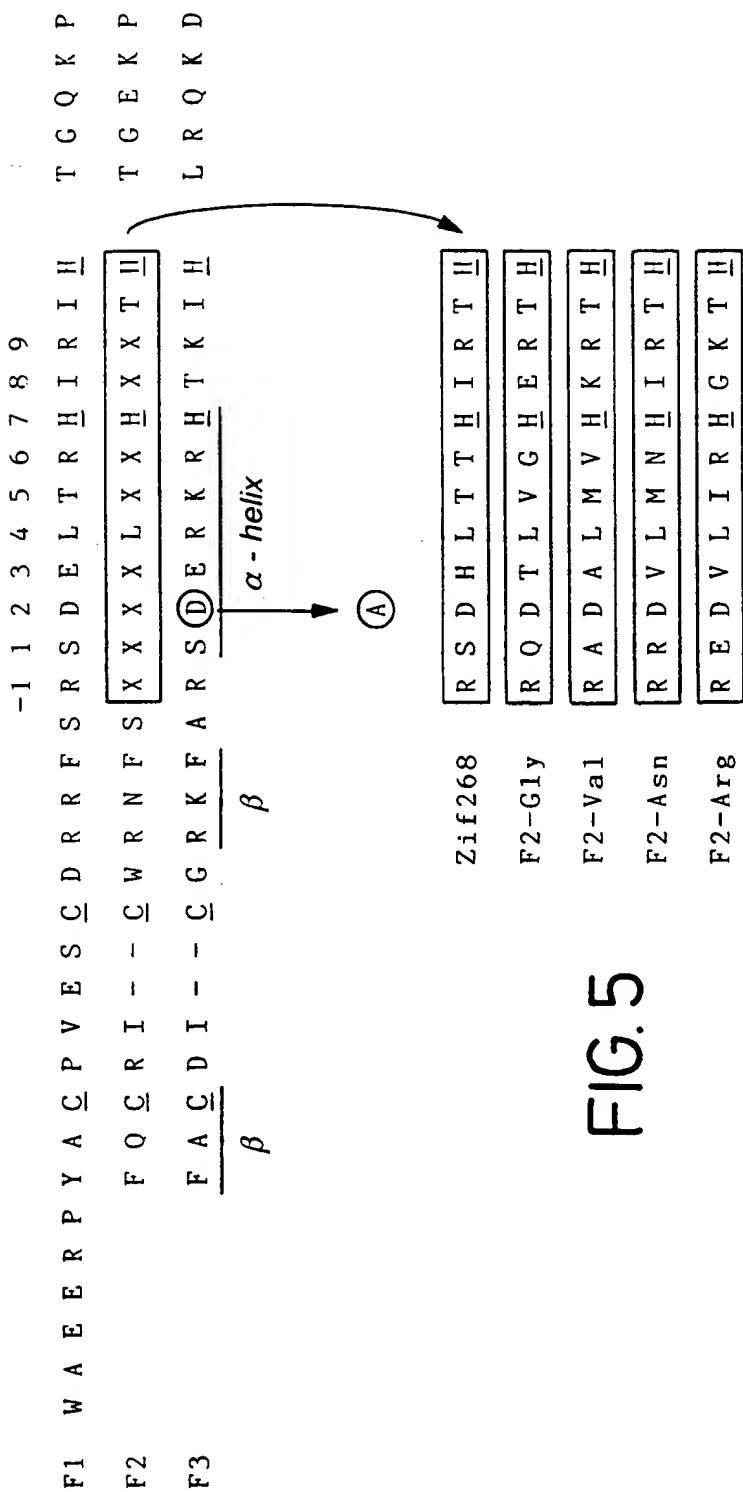 -1 1 2 3 4 5 6 7 8 9
F1 W A E E R P Y A C P V E S C D R R F S R S D E L T R H I R I H T G Q K P
F2 F Q C R I - - C W R N F S X X X X L X X H X X T H T G E K P
F3 F A C D I - - C G R K F A R S D E R K R H T K I H L R Q K D
β β α - helix
A
Zif268 R S D H L T T H I R T H
F2-Gly R Q D T L V G H E R T H
F2-Val R A D A L M V H K R T H
F2-Asn R R D V L M N H I R T H
F2-Arg R E D V L I R H G K T H
FIG. 5